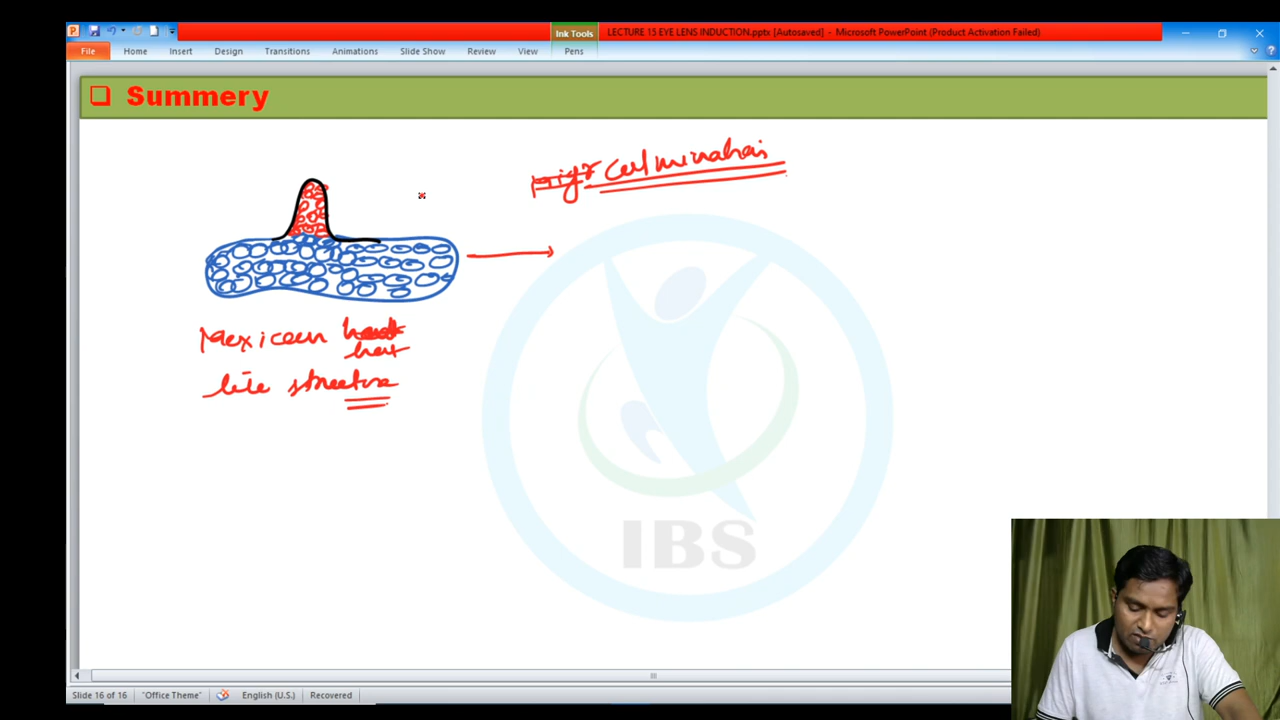 Ink Tools
LECTURE 15 EYE LENS INDUCTION.pptx [Autosaved] - Microsoft PowerPoint (Product Activation Failed)
File Home Insert Design Transitions Animations Slide Show Review View Pens
Summery
culmination
Mexican
hat
like structure
IBS
Slide 16 of 16 "Office Theme" English (U.S.) Recovered